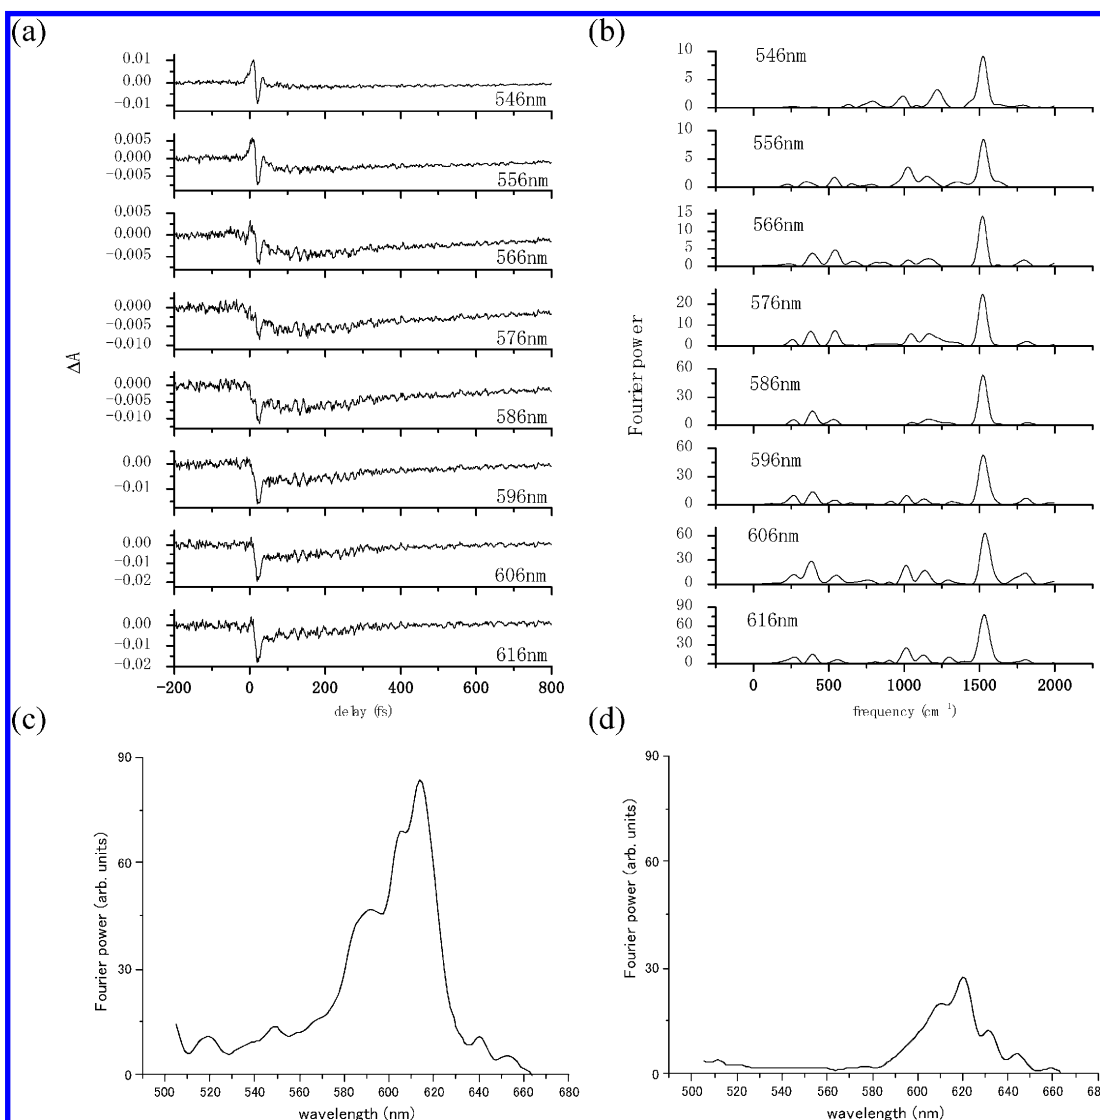 (a)
0.01
0.00
-0.01
546nm
0.005
0.000
-0.005
556nm
0.005
0.000
-0.005
566nm
0.000
-0.005
-0.010
576nm
0.000
-0.005
-0.010
586nm
0.00
-0.01
596nm
0.00
-0.01
-0.02
606nm
0.00
-0.01
-0.02
616nm
ΔA
-200 0 200 400 600 800
delay (fs)
(b)
10
5
0
546nm
10
5
0
556nm
15
10
5
0
566nm
20
10
0
576nm
60
30
0
586nm
60
30
0
596nm
60
30
0
606nm
90
60
30
0
616nm
Fourier power
0 500 1000 1500 2000
frequency (cm⁻¹)
(c)
90
60
30
0
Fourier power (arb. units)
500 520 540 560 580 600 620 640 660 680
wavelength (nm)
(d)
90
60
30
0
Fourier power (arb. units)
500 520 540 560 580 600 620 640 660 680
wavelength (nm)